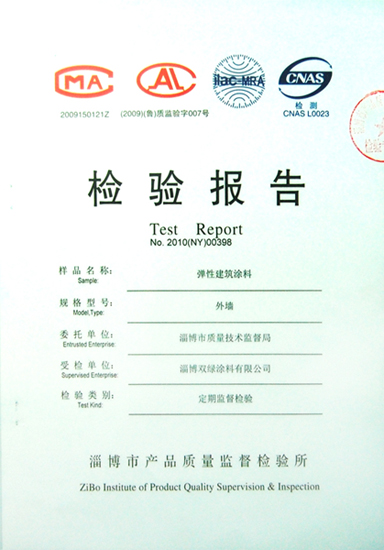 MA
CAL
ilac-MRA
CNAS
2009150121Z
(2009)(鲁)质监验字007号
检 测
CNAS L0023
检验报告
Test Report
No. 2010(NY)00398
样品名称: 弹性建筑涂料
Sample:
规格型号: 外墙
Model,Type:
委托单位: 淄博市质量技术监督局
Entrusted Enterprise:
受检单位: 淄博双绿涂料有限公司
Supervised Enterprise:
检验类别: 定期监督检验
Test Kind:
淄博市产品质量监督检验所
ZiBo Institute of Product Quality Supervision & Inspection